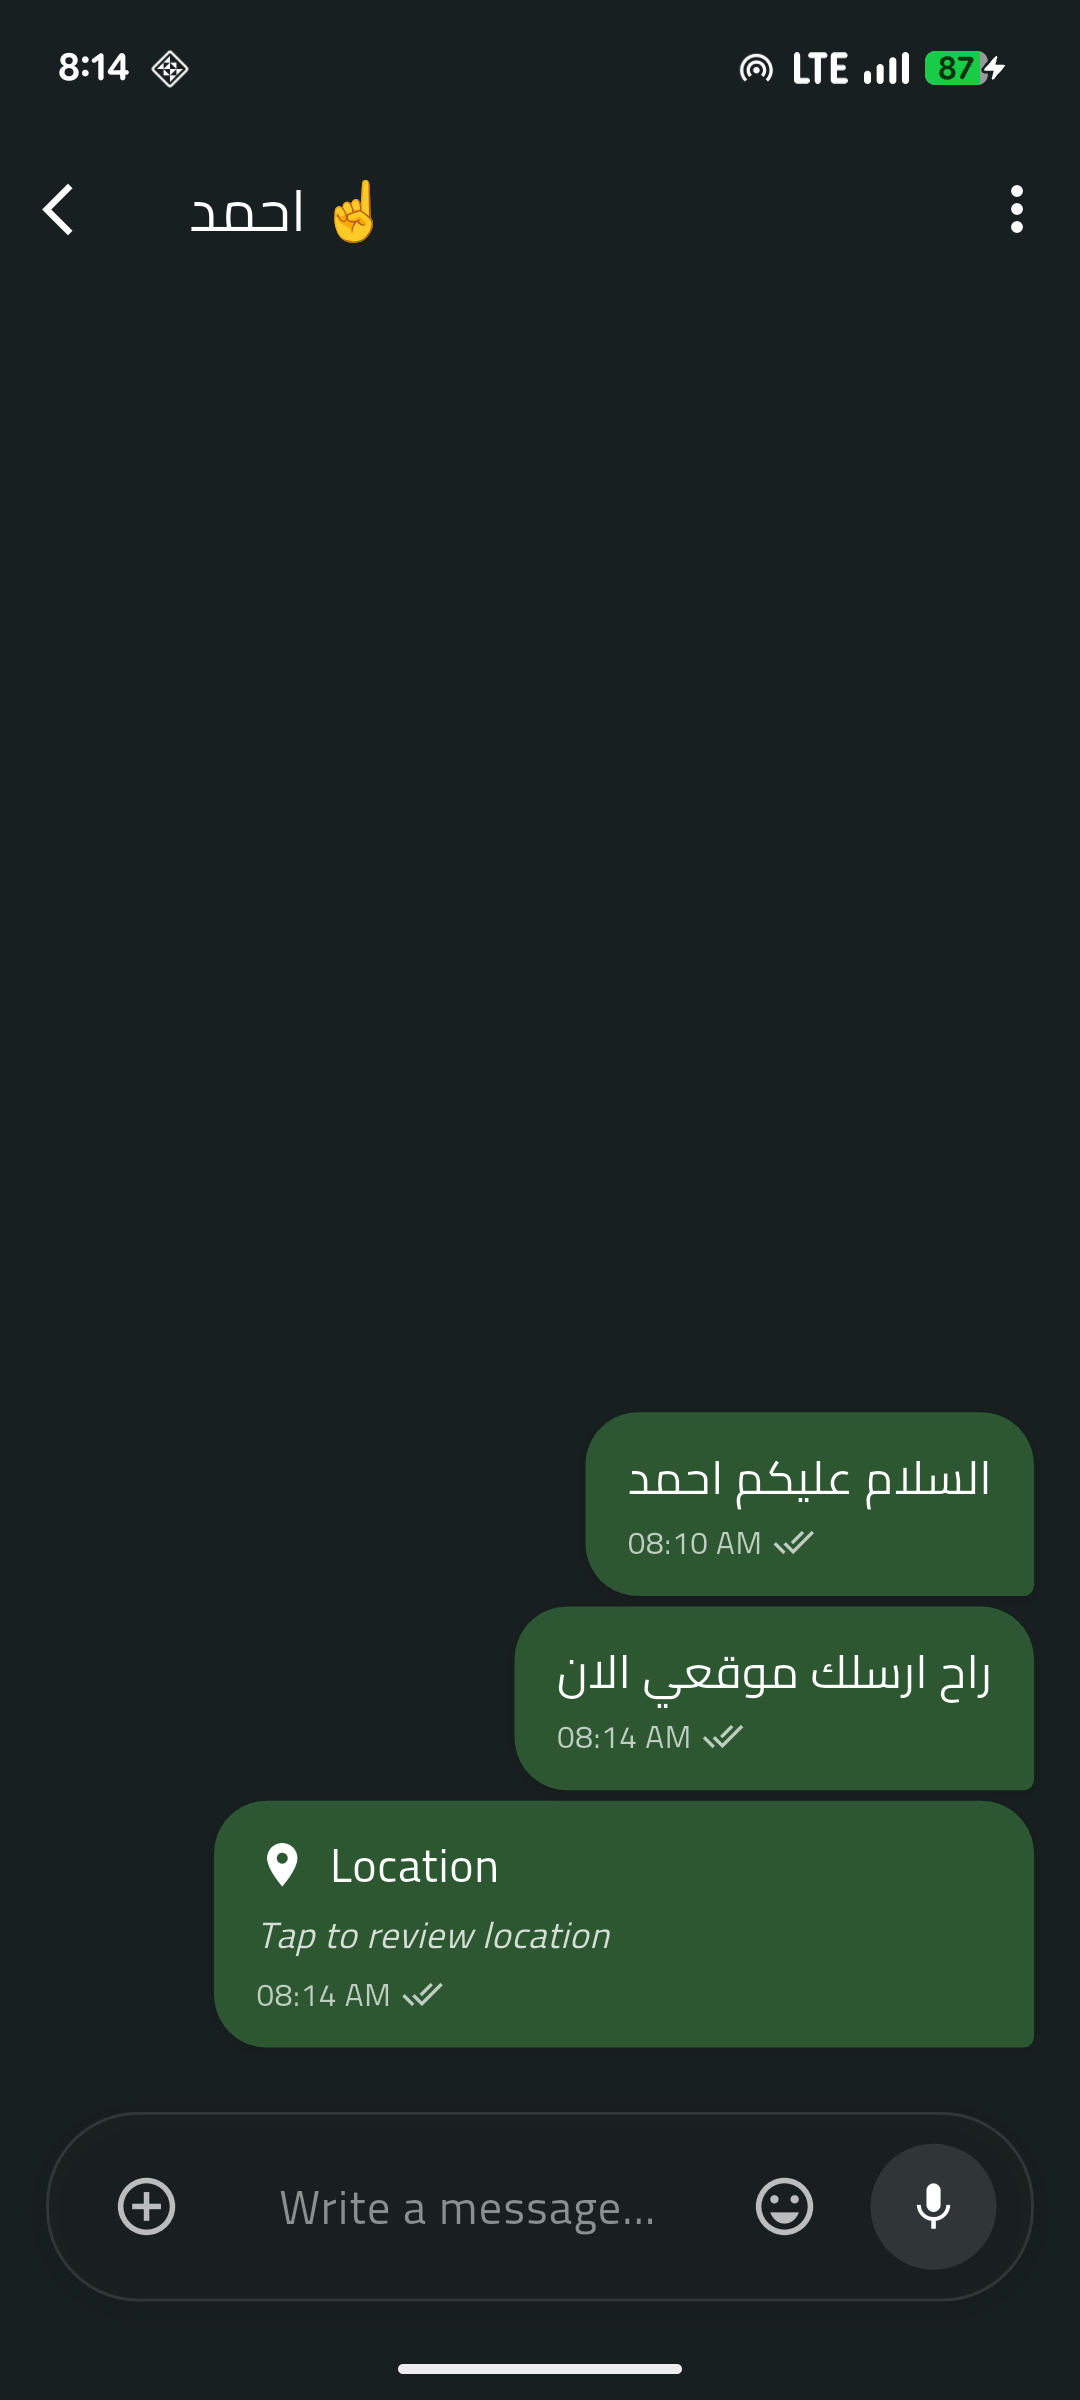 8:14
LTE
87
احمد ☝️
السلام عليكم احمد
08:10 AM
راح ارسلك موقعي الان
08:14 AM
Location
Tap to review location
08:14 AM
Write a message...